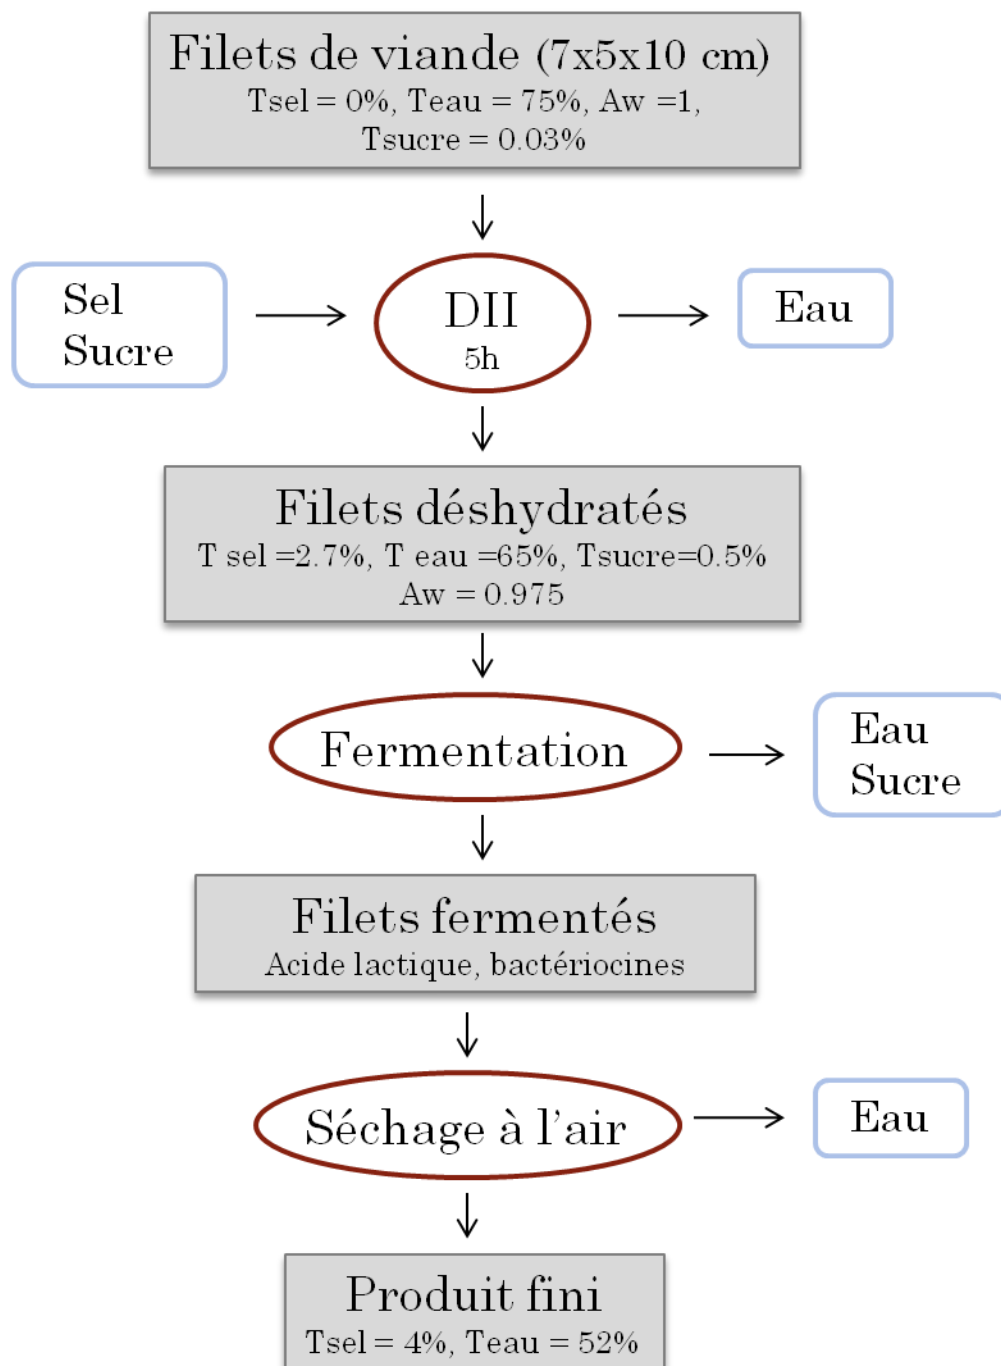 Filets de viande (7x5x10 cm)
Tsel = 0%, Teau = 75%, Aw =1,
Tsucre = 0.03%
Sel
Sucre
DII
5h
Eau
Filets déshydratés
T sel =2.7%, T eau =65%, Tsucre=0.5%
Aw = 0.975
Fermentation
Eau
Sucre
Filets fermentés
Acide lactique, bactériocines
Séchage à l'air
Eau
Produit fini
Tsel = 4%, Teau = 52%